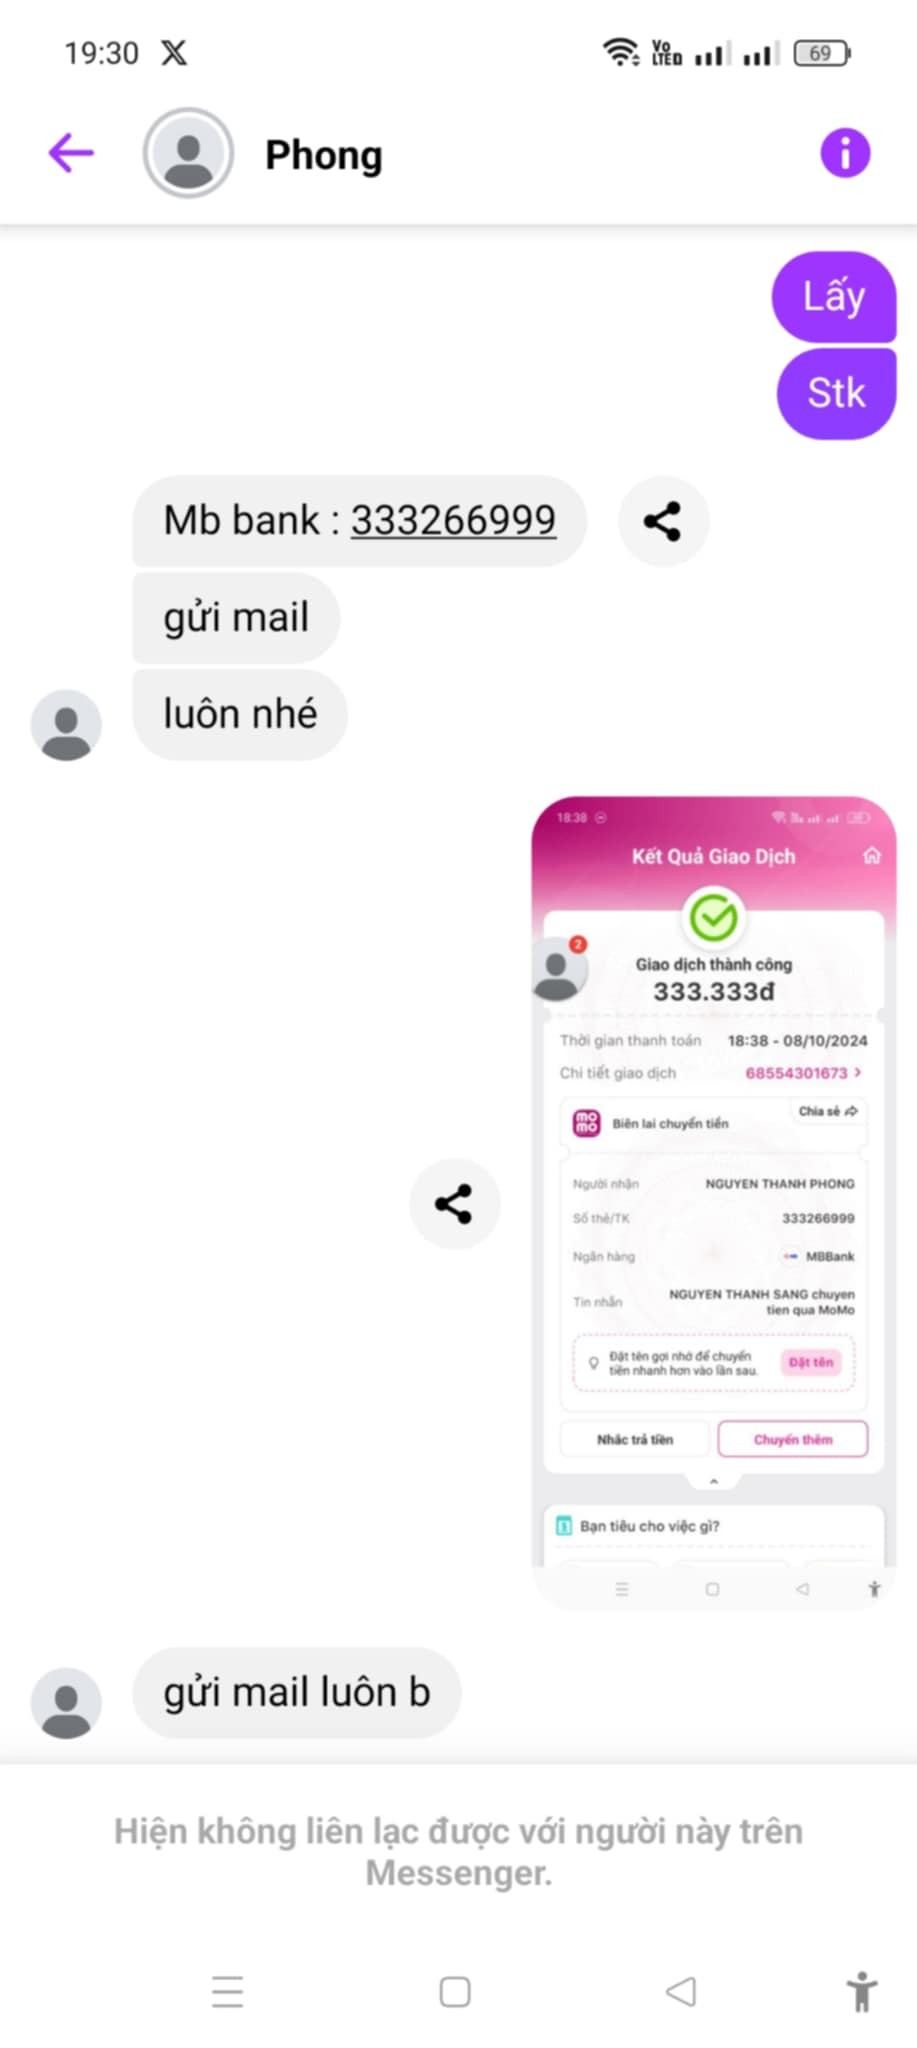 19:30
Vo
LTED
69
Phong
Lấy
Stk
Mb bank : 333266999
gửi mail
luôn nhé
18:38
Kết Quả Giao Dịch
2
Giao dịch thành công
333.333đ
Thời gian thanh toán 18:38 - 08/10/2024
Chi tiết giao dịch 68554301673
Chia sẻ
mo
mo
Biên lai chuyển tiền
Người nhận NGUYEN THANH PHONG
Số thẻ/TK 333266999
Ngân hàng MBBank
Tin nhắn NGUYEN THANH SANG chuyen
tien qua MoMo
Đặt tên gợi nhớ để chuyển
tiền nhanh hơn vào lần sau.
Đặt tên
Nhắc trả tiền Chuyển thêm
Bạn tiêu cho việc gì?
gửi mail luôn b
Hiện không liên lạc được với người này trên
Messenger.